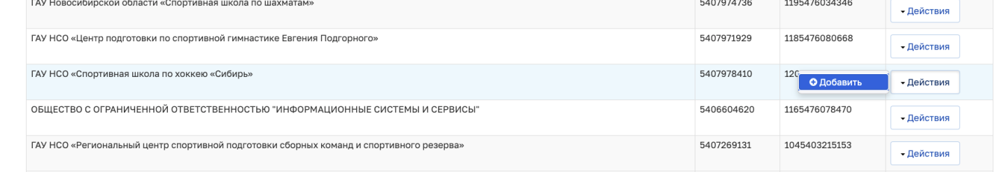 ГАУ Новосибирской области «Спортивная школа по шахматам» 5407974736 1195476034346 Действия
ГАУ НСО «Центр подготовки по спортивной гимнастике Евгения Подгорного» 5407971929 1185476080668 Действия
ГАУ НСО «Спортивная школа по хоккею «Сибирь» 5407978410 Добавить Действия
ОБЩЕСТВО С ОГРАНИЧЕННОЙ ОТВЕТСТВЕННОСТЬЮ "ИНФОРМАЦИОННЫЕ СИСТЕМЫ И СЕРВИСЫ" 5406604620 1165476078470 Действия
ГАУ НСО «Региональный центр спортивной подготовки сборных команд и спортивного резерва» 5407269131 1045403215153 Действия